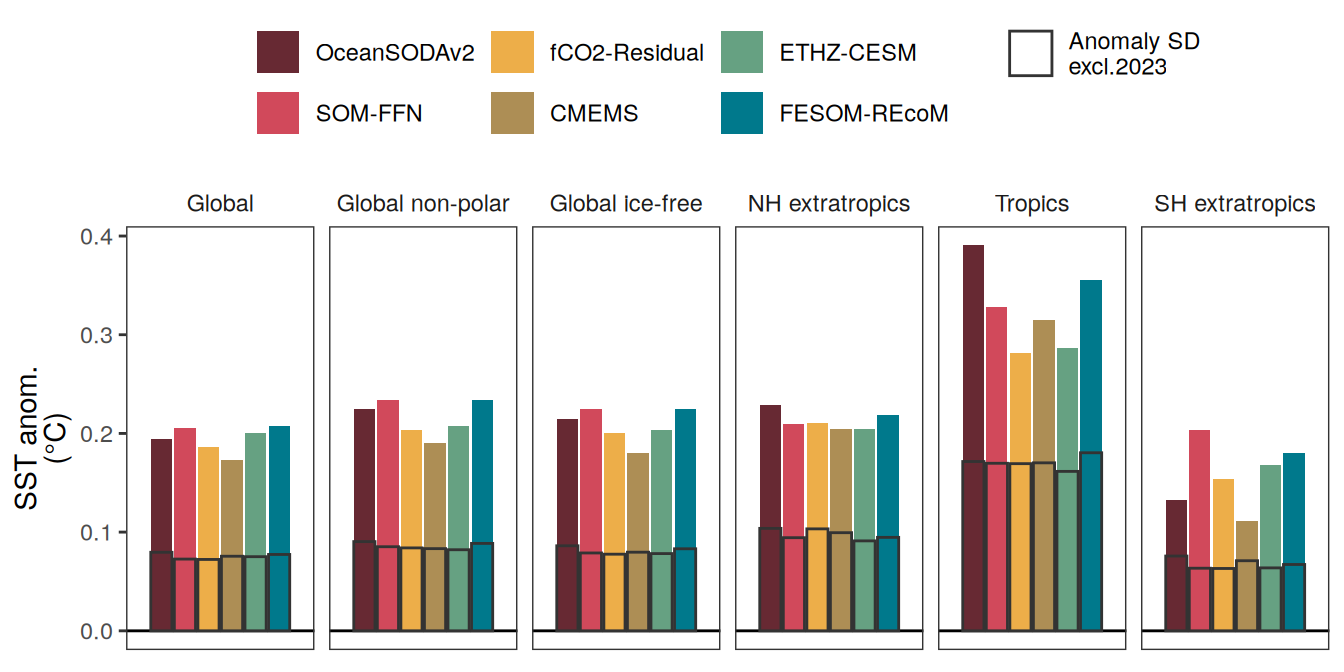 OceanSODAv2
fCO2-Residual
ETHZ-CESM
Anomaly SD
excl.2023
SOM-FFN
CMEMS
FESOM-REcoM
Global
Global non-polar
Global ice-free
NH extratropics
Tropics
SH extratropics
0.4
0.3
0.2
0.1
0.0
SST anom.
(°C)